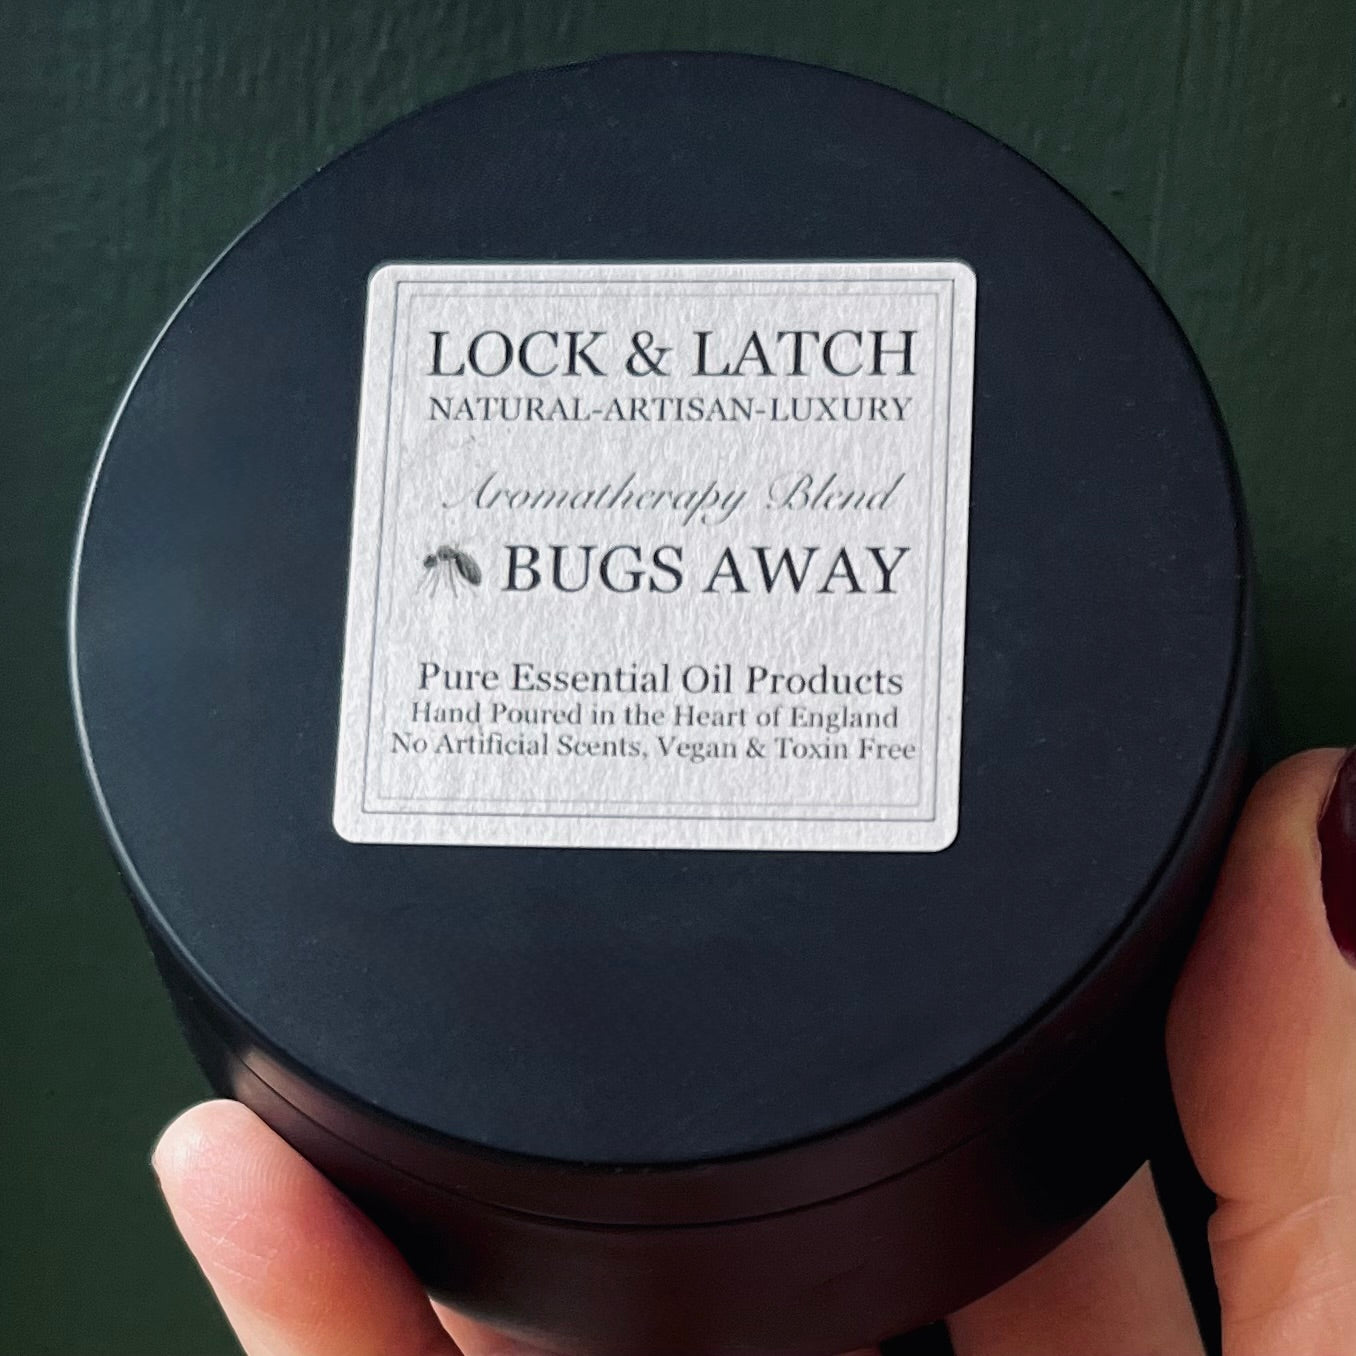 LOCK & LATCH
NATURAL-ARTISAN-LUXURY
Aromatherapy Blend
BUGS AWAY
Pure Essential Oil Products
Hand Poured in the Heart of England
No Artificial Scents, Vegan & Toxin Free